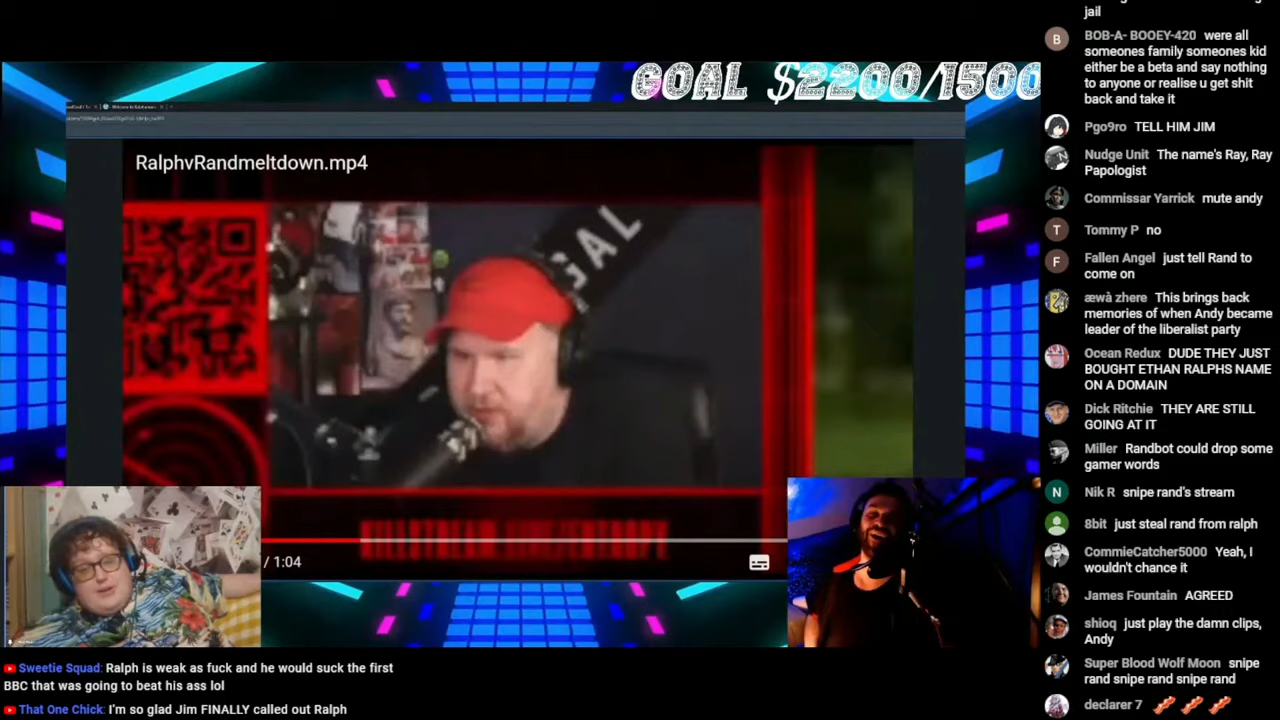 GOAL $2200/1500
RalphvRandmeltdown.mp4
GAL
/ 1:04
Sweetie Squad: Ralph is weak as fuck and he would suck the first
BBC that was going to beat his ass lol
That One Chick: I'm so glad Jim FINALLY called out Ralph
jail
B
BOB-A- BOOEY-420 were all
someones family someones kid
either be a beta and say nothing
to anyone or realise u get shit
back and take it
Pgo9ro TELL HIM JIM
Nudge Unit The name's Ray, Ray
Papologist
Commissar Yarrick mute andy
T
Tommy P no
F
Fallen Angel just tell Rand to
come on
æwà zhere This brings back
memories of when Andy became
leader of the liberalist party
Ocean Redux DUDE THEY JUST
BOUGHT ETHAN RALPHS NAME
ON A DOMAIN
Dick Ritchie THEY ARE STILL
GOING AT IT
Miller Randbot could drop some
gamer words
N
Nik R snipe rand's stream
8bit just steal rand from ralph
CommieCatcher5000 Yeah, I
wouldn't chance it
James Fountain AGREED
shioq just play the damn clips,
Andy
Super Blood Wolf Moon snipe
rand snipe rand snipe rand
declarer 7 🥓 🥓 🥓